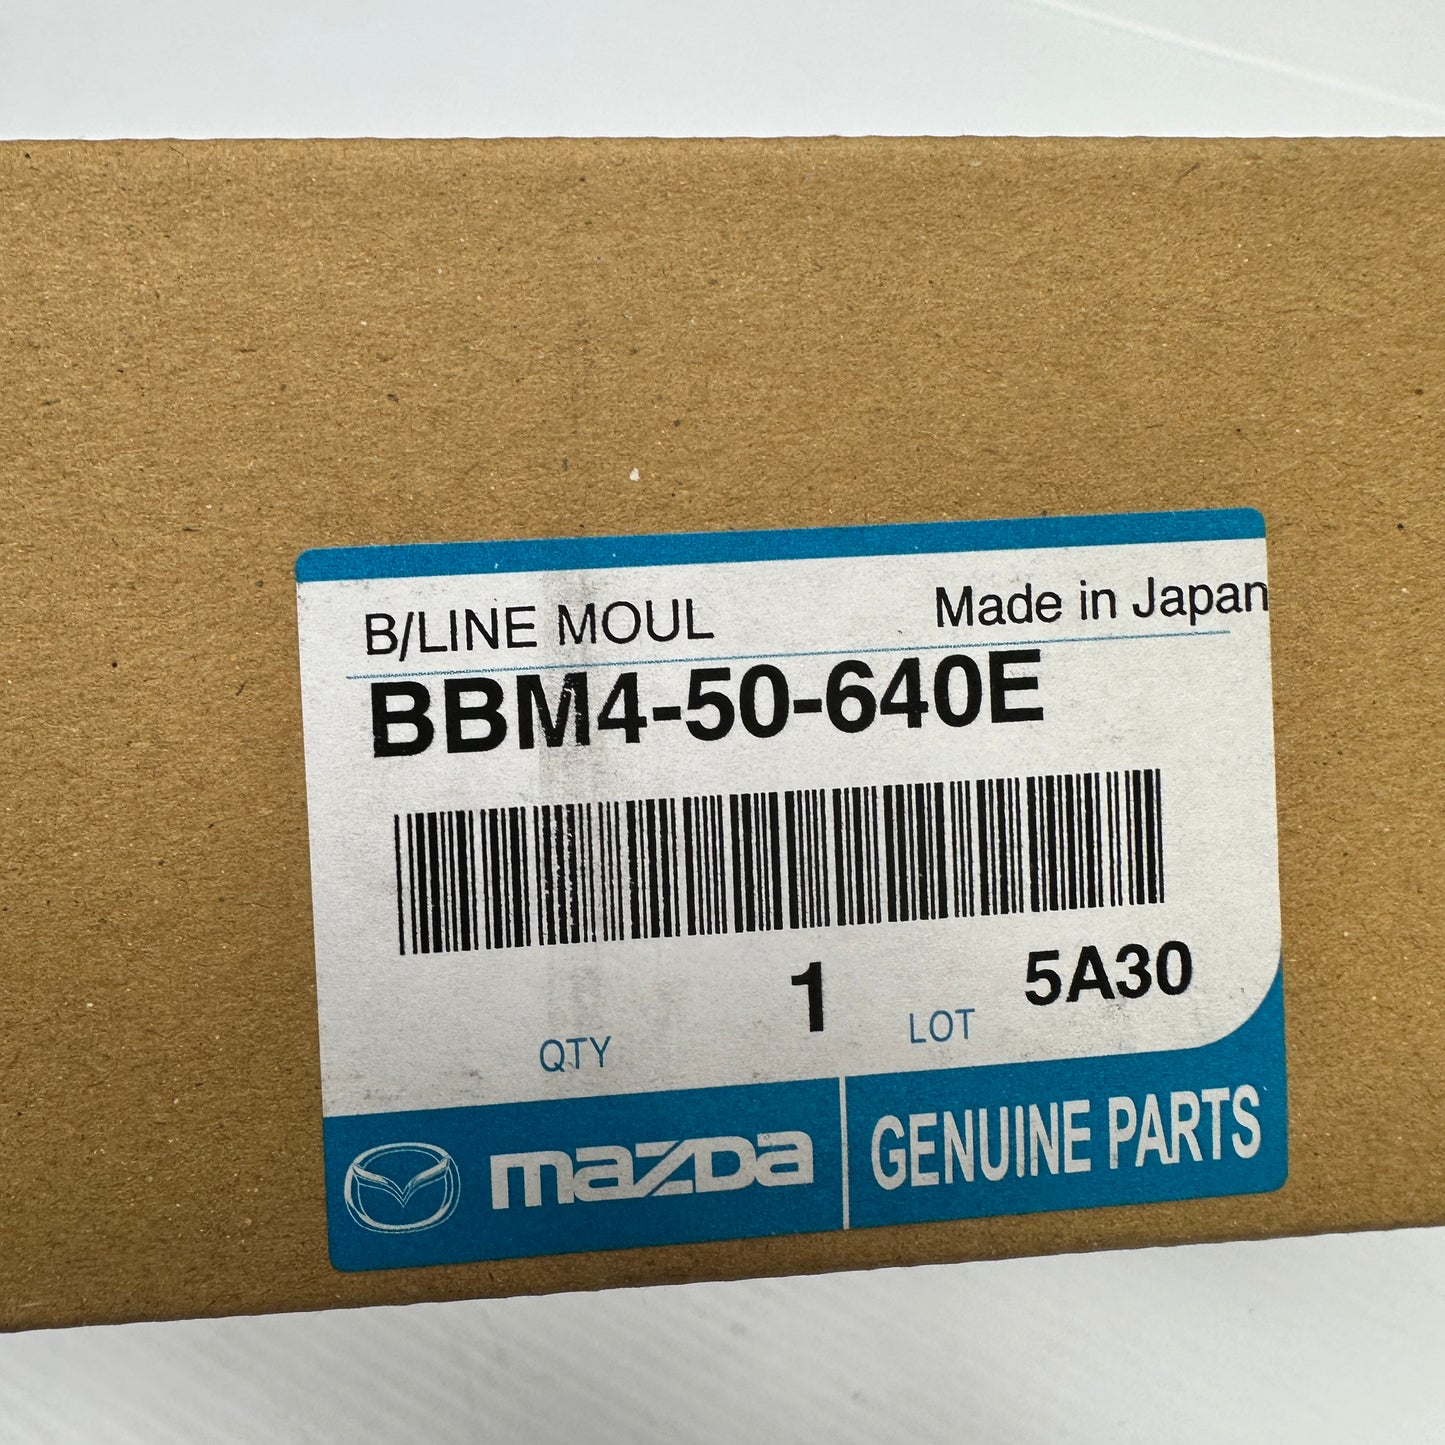 B/LINE MOUL Made in Japan
BBM4-50-640E
QTY 1 LOT 5A30
mazda GENUINE PARTS